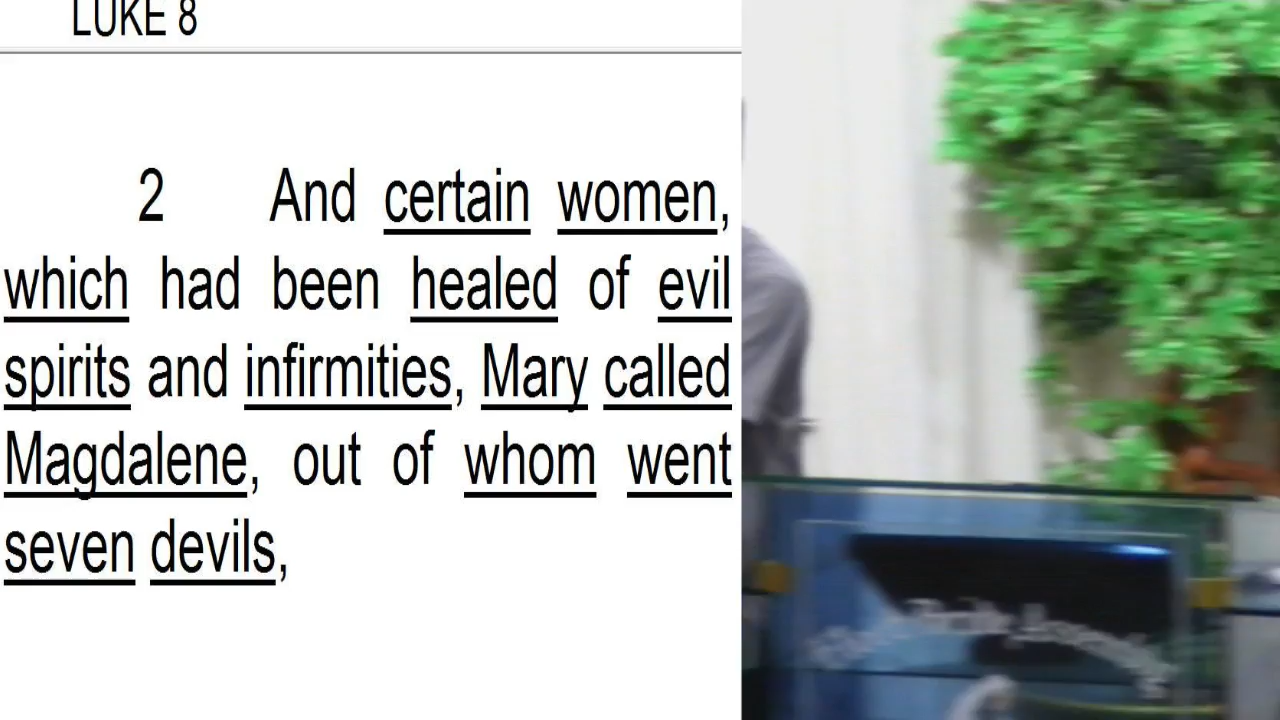 LUKE 8
2 And certain women,
which had been healed of evil
spirits and infirmities, Mary called
Magdalene, out of whom went
seven devils,